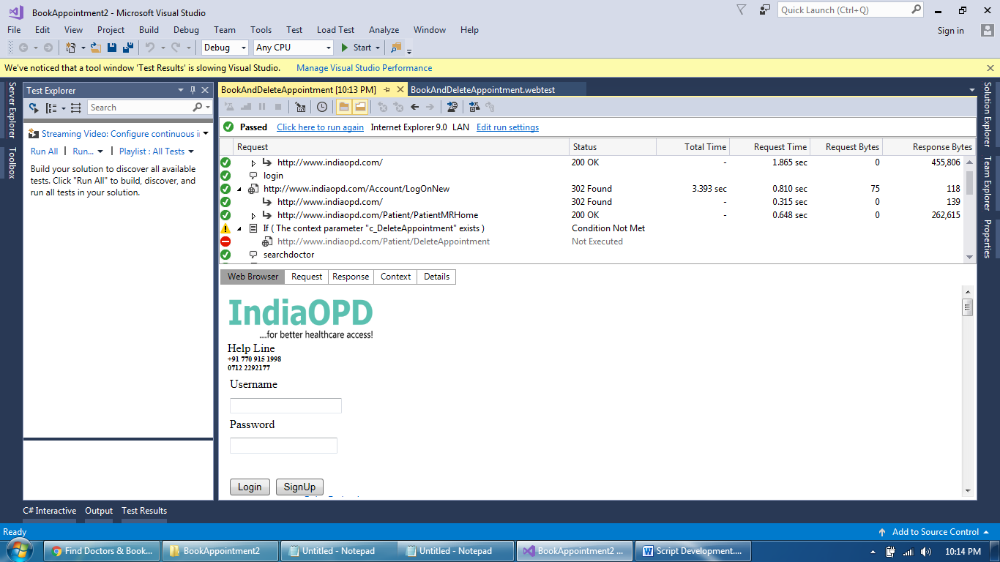 BookAppointment2 - Microsoft Visual Studio
Quick Launch (Ctrl+Q)
File Edit View Project Build Debug Team Tools Test Load Test Analyze Window Help
Sign in
Debug Any CPU Start
We've noticed that a tool window 'Test Results' is slowing Visual Studio. Manage Visual Studio Performance
Server Explorer
Toolbox
Test Explorer
Search
Streaming Video: Configure continuous i
Run All | Run... | Playlist : All Tests
Build your solution to discover all available
tests. Click "Run All" to build, discover, and
run all tests in your solution.
BookAndDeleteAppointment [10:13 PM] BookAndDeleteAppointment.webtest
Passed Click here to run again Internet Explorer 9.0 LAN Edit run settings
Request Status Total Time Request Time Request Bytes Response Bytes
http://www.indiaopd.com/ 200 OK - 1.865 sec 0 455,806
login
http://www.indiaopd.com/Account/LogOnNew 302 Found 3.393 sec 0.810 sec 75 118
http://www.indiaopd.com/ 302 Found - 0.315 sec 0 139
http://www.indiaopd.com/Patient/PatientMRHome 200 OK - 0.648 sec 0 262,615
If ( The context parameter "c_DeleteAppointment" exists ) Condition Not Met
http://www.indiaopd.com/Patient/DeleteAppointment Not Executed
searchdoctor
Web Browser Request Response Context Details
IndiaOPD
....for better healthcare access!
Help Line
+91 770 915 1998
0712 2292177
Username
Password
Login SignUp
Solution Explorer
Team Explorer
Properties
C# Interactive Output Test Results
Ready
Add to Source Control
Find Doctors & Book... BookAppointment2 Untitled - Notepad Untitled - Notepad BookAppointment2 ... Script Development....
10:14 PM